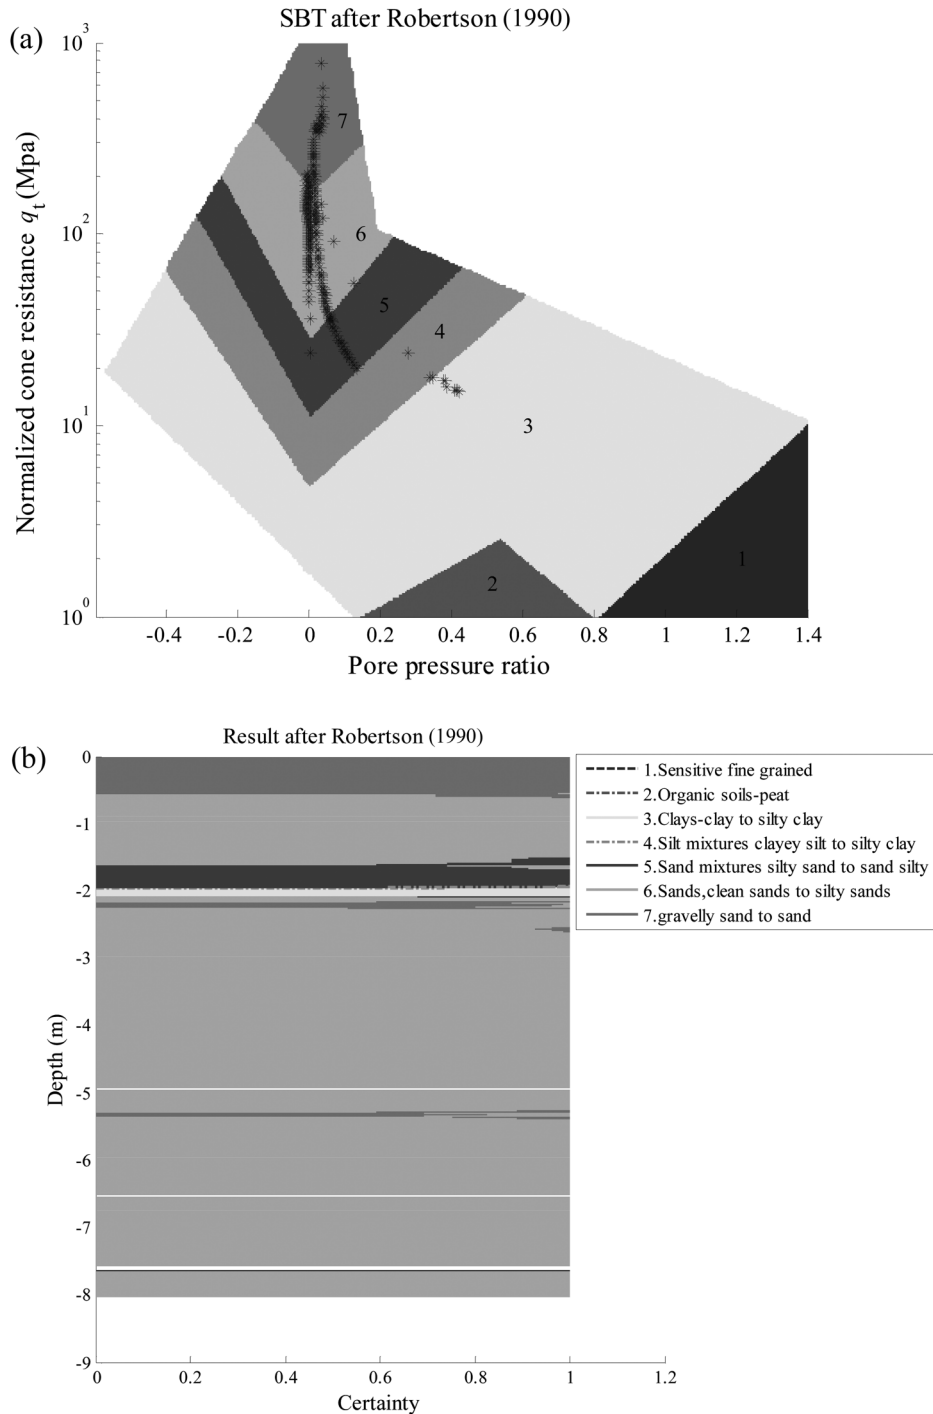 (a)
SBT after Robertson (1990)
Normalized cone resistance qt (Mpa)
10³
10²
10¹
10⁰
7
6
5
4
3
2
1
-0.4 -0.2 0 0.2 0.4 0.6 0.8 1 1.2 1.4
Pore pressure ratio
(b)
Result after Robertson (1990)
Depth (m)
0
-1
-2
-3
-4
-5
-6
-7
-8
-9
0 0.2 0.4 0.6 0.8 1 1.2
Certainty
1.Sensitive fine grained
2.Organic soils-peat
3.Clays-clay to silty clay
4.Silt mixtures clayey silt to silty clay
5.Sand mixtures silty sand to sand silty
6.Sands,clean sands to silty sands
7.gravelly sand to sand